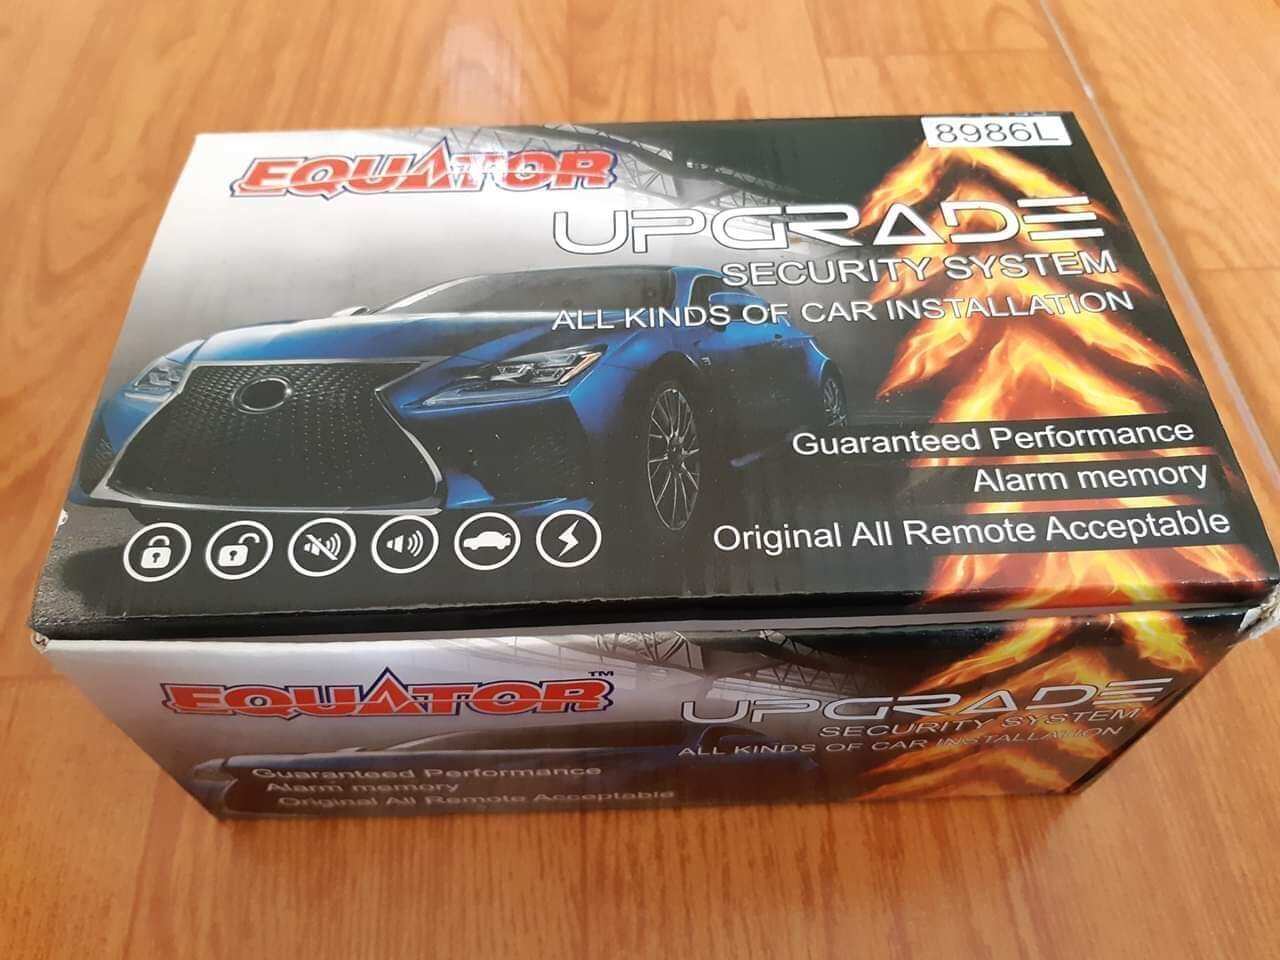 8986L
EQUATOR
UPGRADE
SECURITY SYSTEM
ALL KINDS OF CAR INSTALLATION
Guaranteed Performance
Alarm memory
Original All Remote Acceptable
EQUATOR™
UPGRADE
SECURITY SYSTEM
ALL KINDS OF CAR INSTALLATION
Guaranteed Performance
Alarm memory
Original All Remote Acceptable